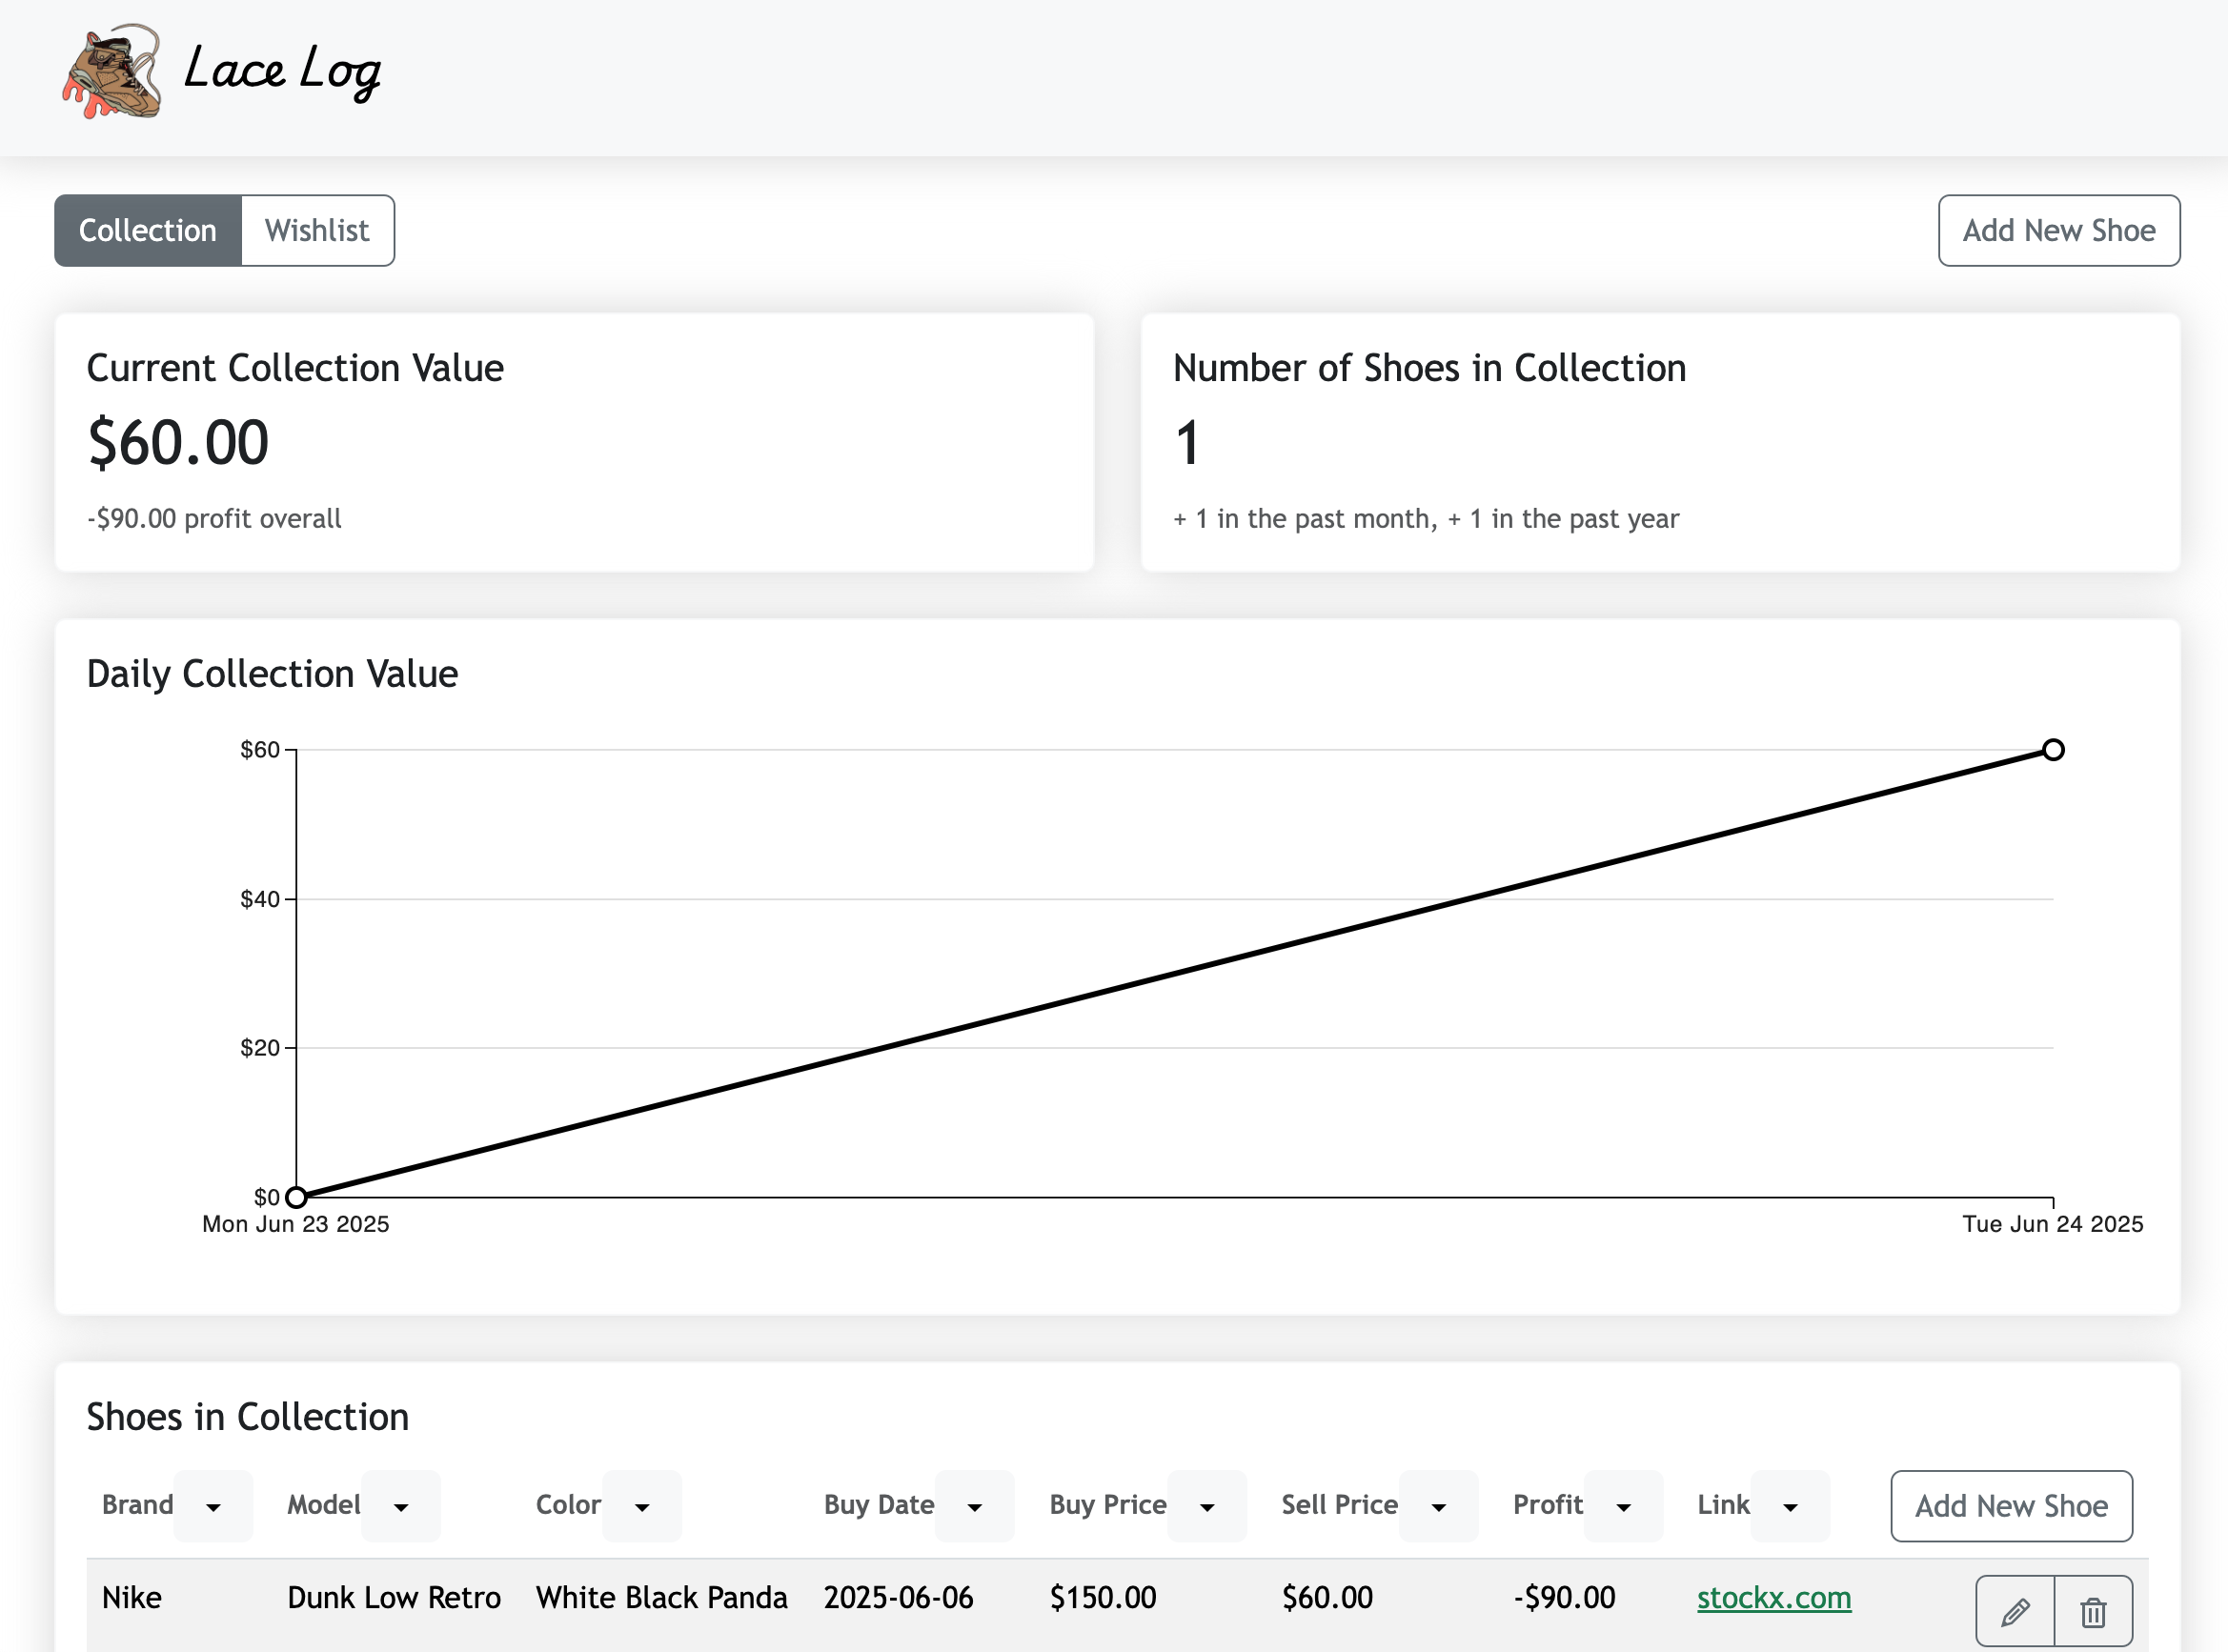 Lace Log
Collection Wishlist Add New Shoe
Current Collection Value
$60.00
-$90.00 profit overall
Number of Shoes in Collection
1
+ 1 in the past month, + 1 in the past year
Daily Collection Value
$60
$40
$20
$0
Mon Jun 23 2025 Tue Jun 24 2025
Shoes in Collection
Brand Model Color Buy Date Buy Price Sell Price Profit Link Add New Shoe
Nike Dunk Low Retro White Black Panda 2025-06-06 $150.00 $60.00 -$90.00 stockx.com